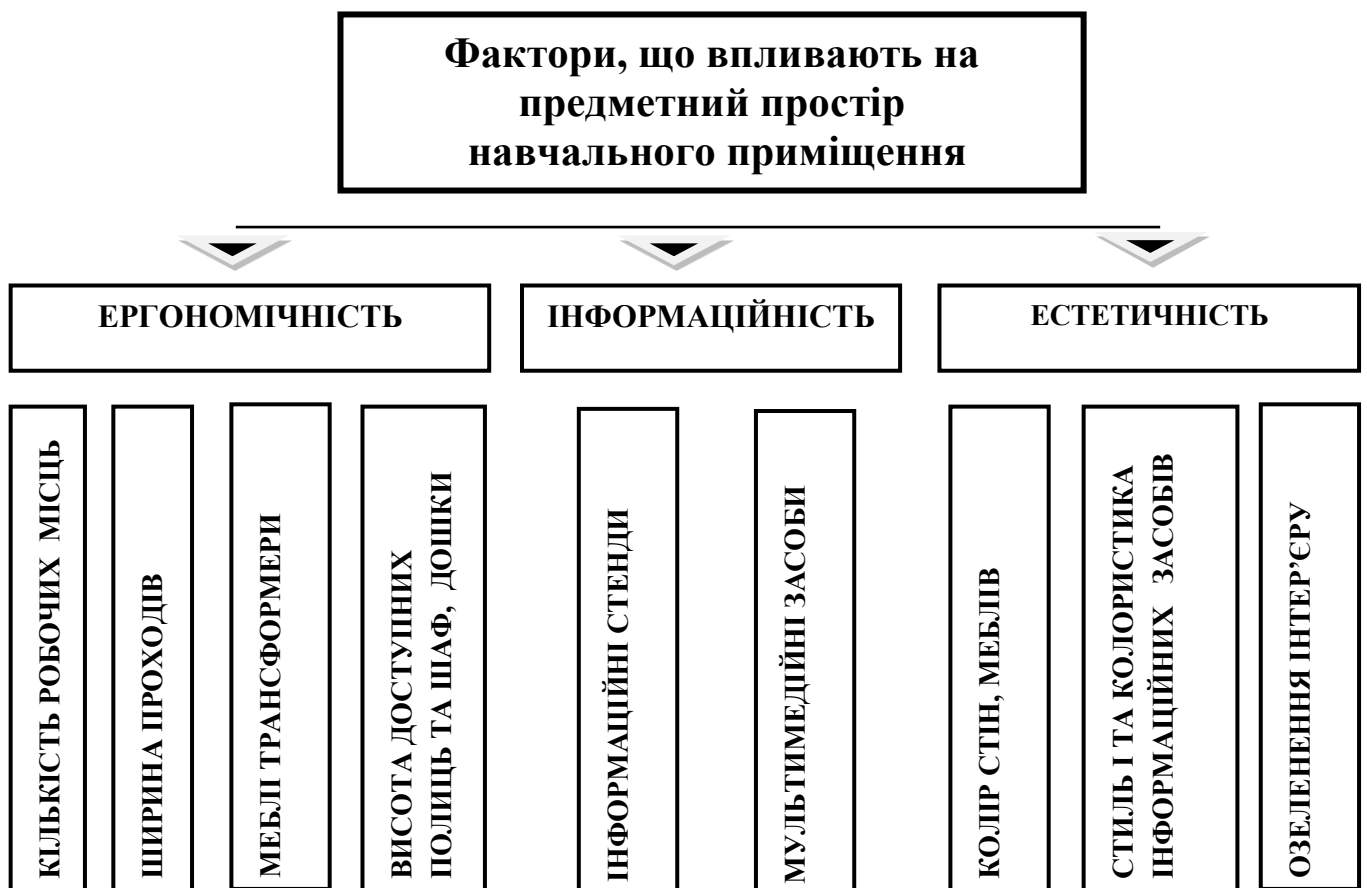 Фактори, що впливають на
предметний простір
навчального приміщення
ЕРГОНОМІЧНІСТЬ
ІНФОРМАЦІЙНІСТЬ
ЕСТЕТИЧНІСТЬ
КІЛЬКІСТЬ РОБОЧИХ МІСЦЬ
ШИРИНА ПРОХОДІВ
МЕБЛІ ТРАНСФОРМЕРИ
ВИСОТА ДОСТУПНИХ
ПОЛИЦЬ ТА ШАФ, ДОШКИ
ІНФОРМАЦІЙНІ СТЕНДИ
МУЛЬТИМЕДІЙНІ ЗАСОБИ
КОЛІР СТІН, МЕБЛІВ
СТИЛЬ І ТА КОЛОРИСТИКА
ІНФОРМАЦІЙНИХ ЗАСОБІВ
ОЗЕЛЕНЕННЯ ІНТЕР’ЄРУ